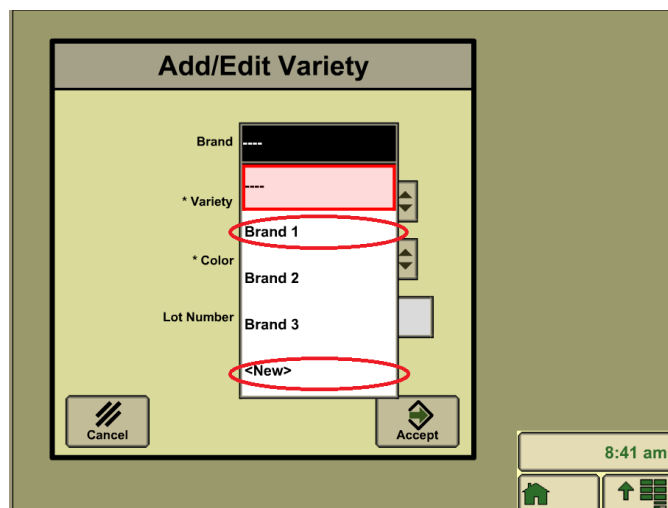 Add/Edit Variety
Brand ----
----
* Variety
Brand 1
* Color
Brand 2
Lot Number
Brand 3
<New>
Cancel
Accept
8:41 am